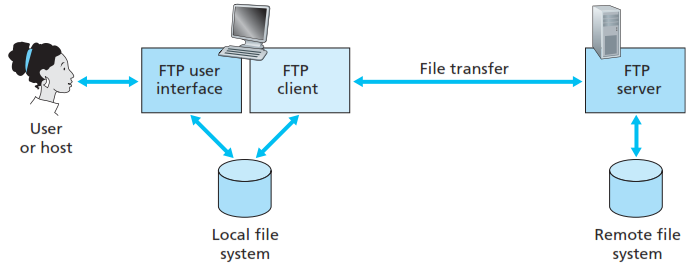 User
or host
FTP user
interface
FTP
client
File transfer
FTP
server
Local file
system
Remote file
system